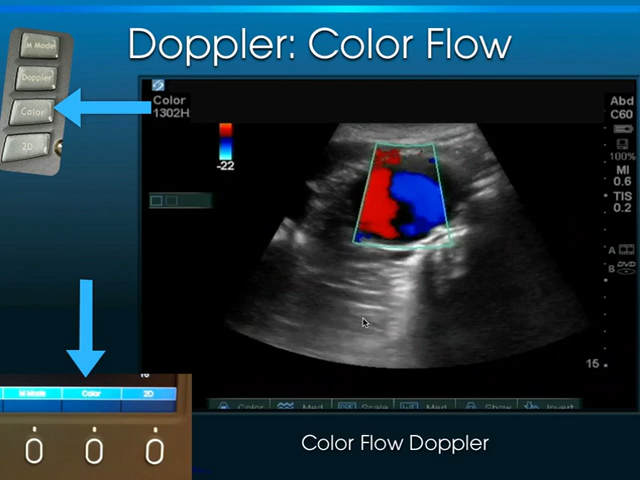 Doppler: Color Flow
M Mode
Doppler
Color
2D
Color
1302H
-22
Abd
C60
100%
MI
0.6
TIS
0.2
A
B
DVD
15
Color
Med
Scale
Med
Show
Invert
M Mode
Color
2D
Color Flow Doppler